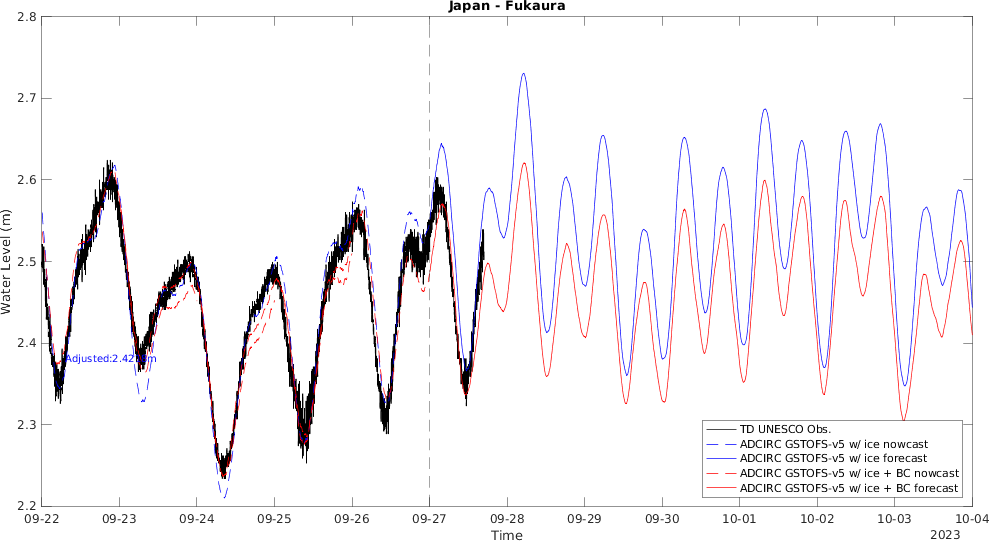 Japan - Fukaura
2.8
2.7
2.6
2.5
2.4
2.3
2.2
Water Level (m)
TD UNESCO Obs.
ADCIRC GSTOFS-v5 w/ ice nowcast
ADCIRC GSTOFS-v5 w/ ice forecast
ADCIRC GSTOFS-v5 w/ ice + BC nowcast
ADCIRC GSTOFS-v5 w/ ice + BC forecast
09-22 09-23 09-24 09-25 09-26 09-27 09-28 09-29 09-30 10-01 10-02 10-03 10-04
Time
2023